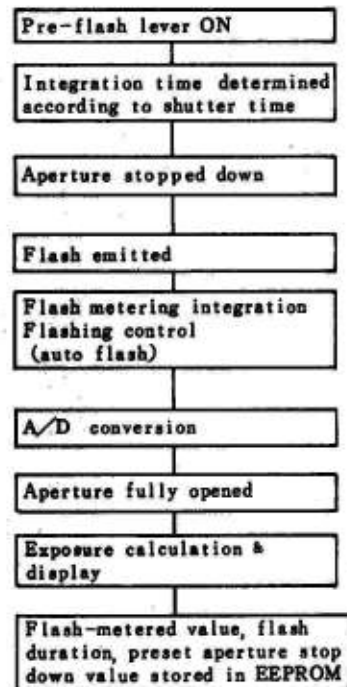 Pre-flash lever ON
Integration time determined
according to shutter time
Aperture stopped down
Flash emitted
Flash metering integration
Flashing control
(auto flash)
A/D conversion
Aperture fully opened
Exposure calculation &
display
Flash-metered value, flash
duration, preset aperture stop
down value stored in EEPROM